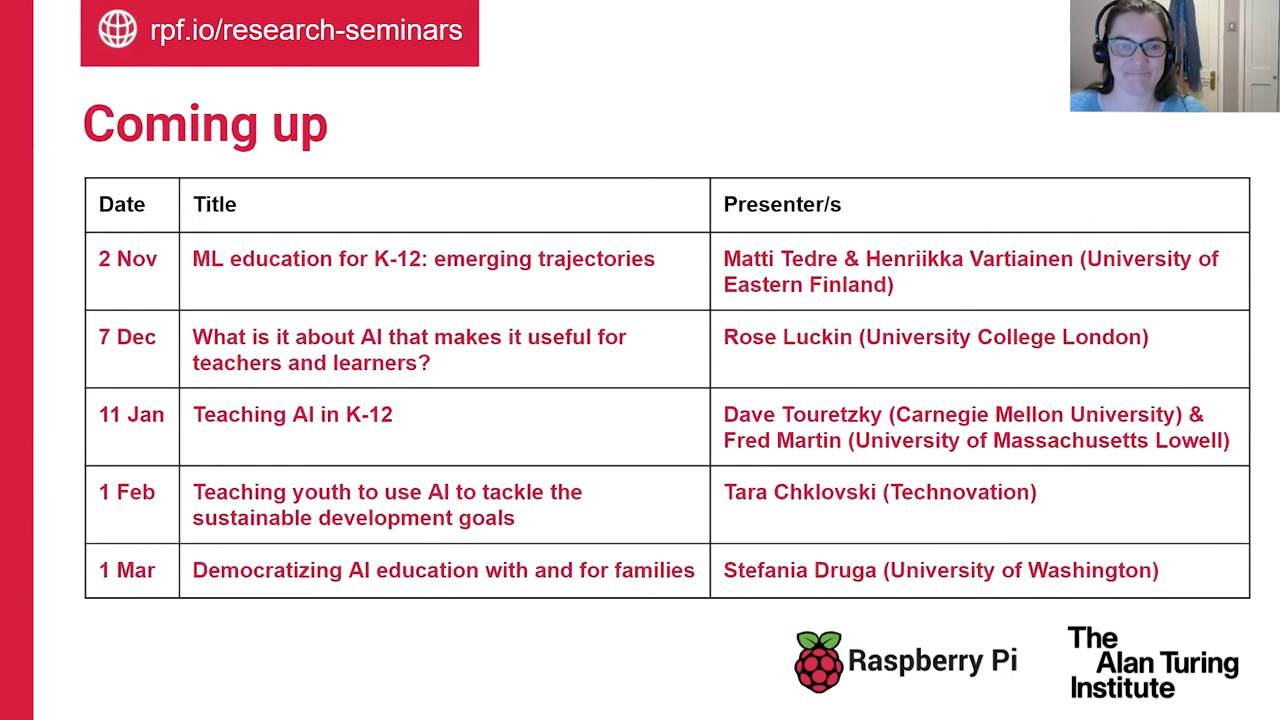 rpf.io/research-seminars
Coming up
Date Title Presenter/s
2 Nov ML education for K-12: emerging trajectories Matti Tedre & Henriikka Vartiainen (University of
Eastern Finland)
7 Dec What is it about AI that makes it useful for Rose Luckin (University College London)
teachers and learners?
11 Jan Teaching AI in K-12 Dave Touretzky (Carnegie Mellon University) &
Fred Martin (University of Massachusetts Lowell)
1 Feb Teaching youth to use AI to tackle the Tara Chklovski (Technovation)
sustainable development goals
1 Mar Democratizing AI education with and for families Stefania Druga (University of Washington)
Raspberry Pi
The
Alan Turing
Institute